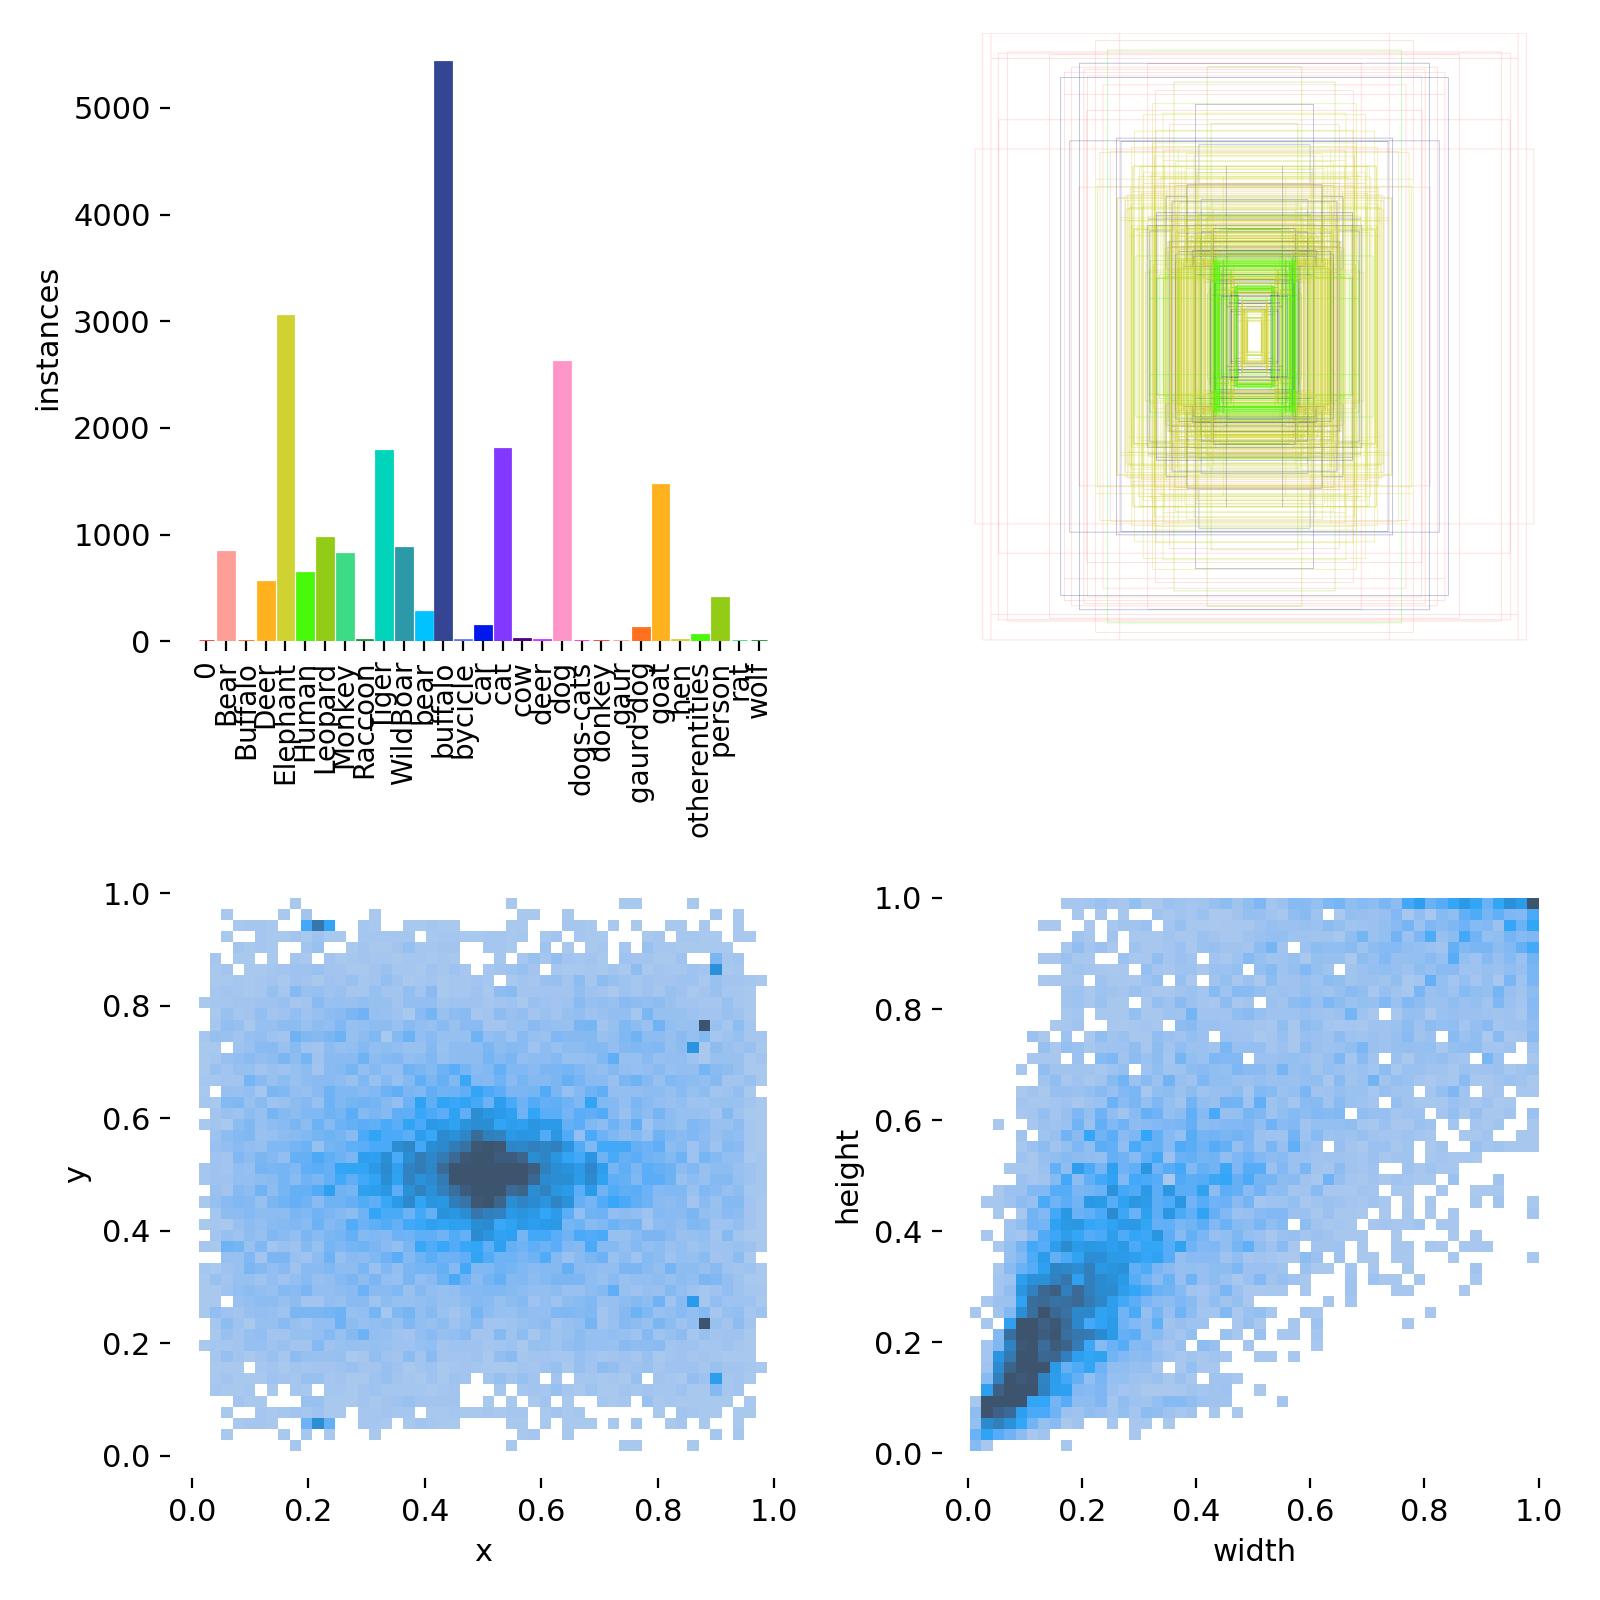 instances
5000
4000
3000
2000
1000
0
0
Bear
Buffalo
Deer
Elephant
Human
Leopard
Monkey
Raccoon
Tiger
WildBoar
bear
buffalo
bycicle
car
cat
cow
deer
dog
dogs-cats
donkey
gaur
gaurd dog
goat
hen
otherentities
person
rat
wolf
y
1.0
0.8
0.6
0.4
0.2
0.0
0.0 0.2 0.4 0.6 0.8 1.0
x
height
1.0
0.8
0.6
0.4
0.2
0.0
0.0 0.2 0.4 0.6 0.8 1.0
width